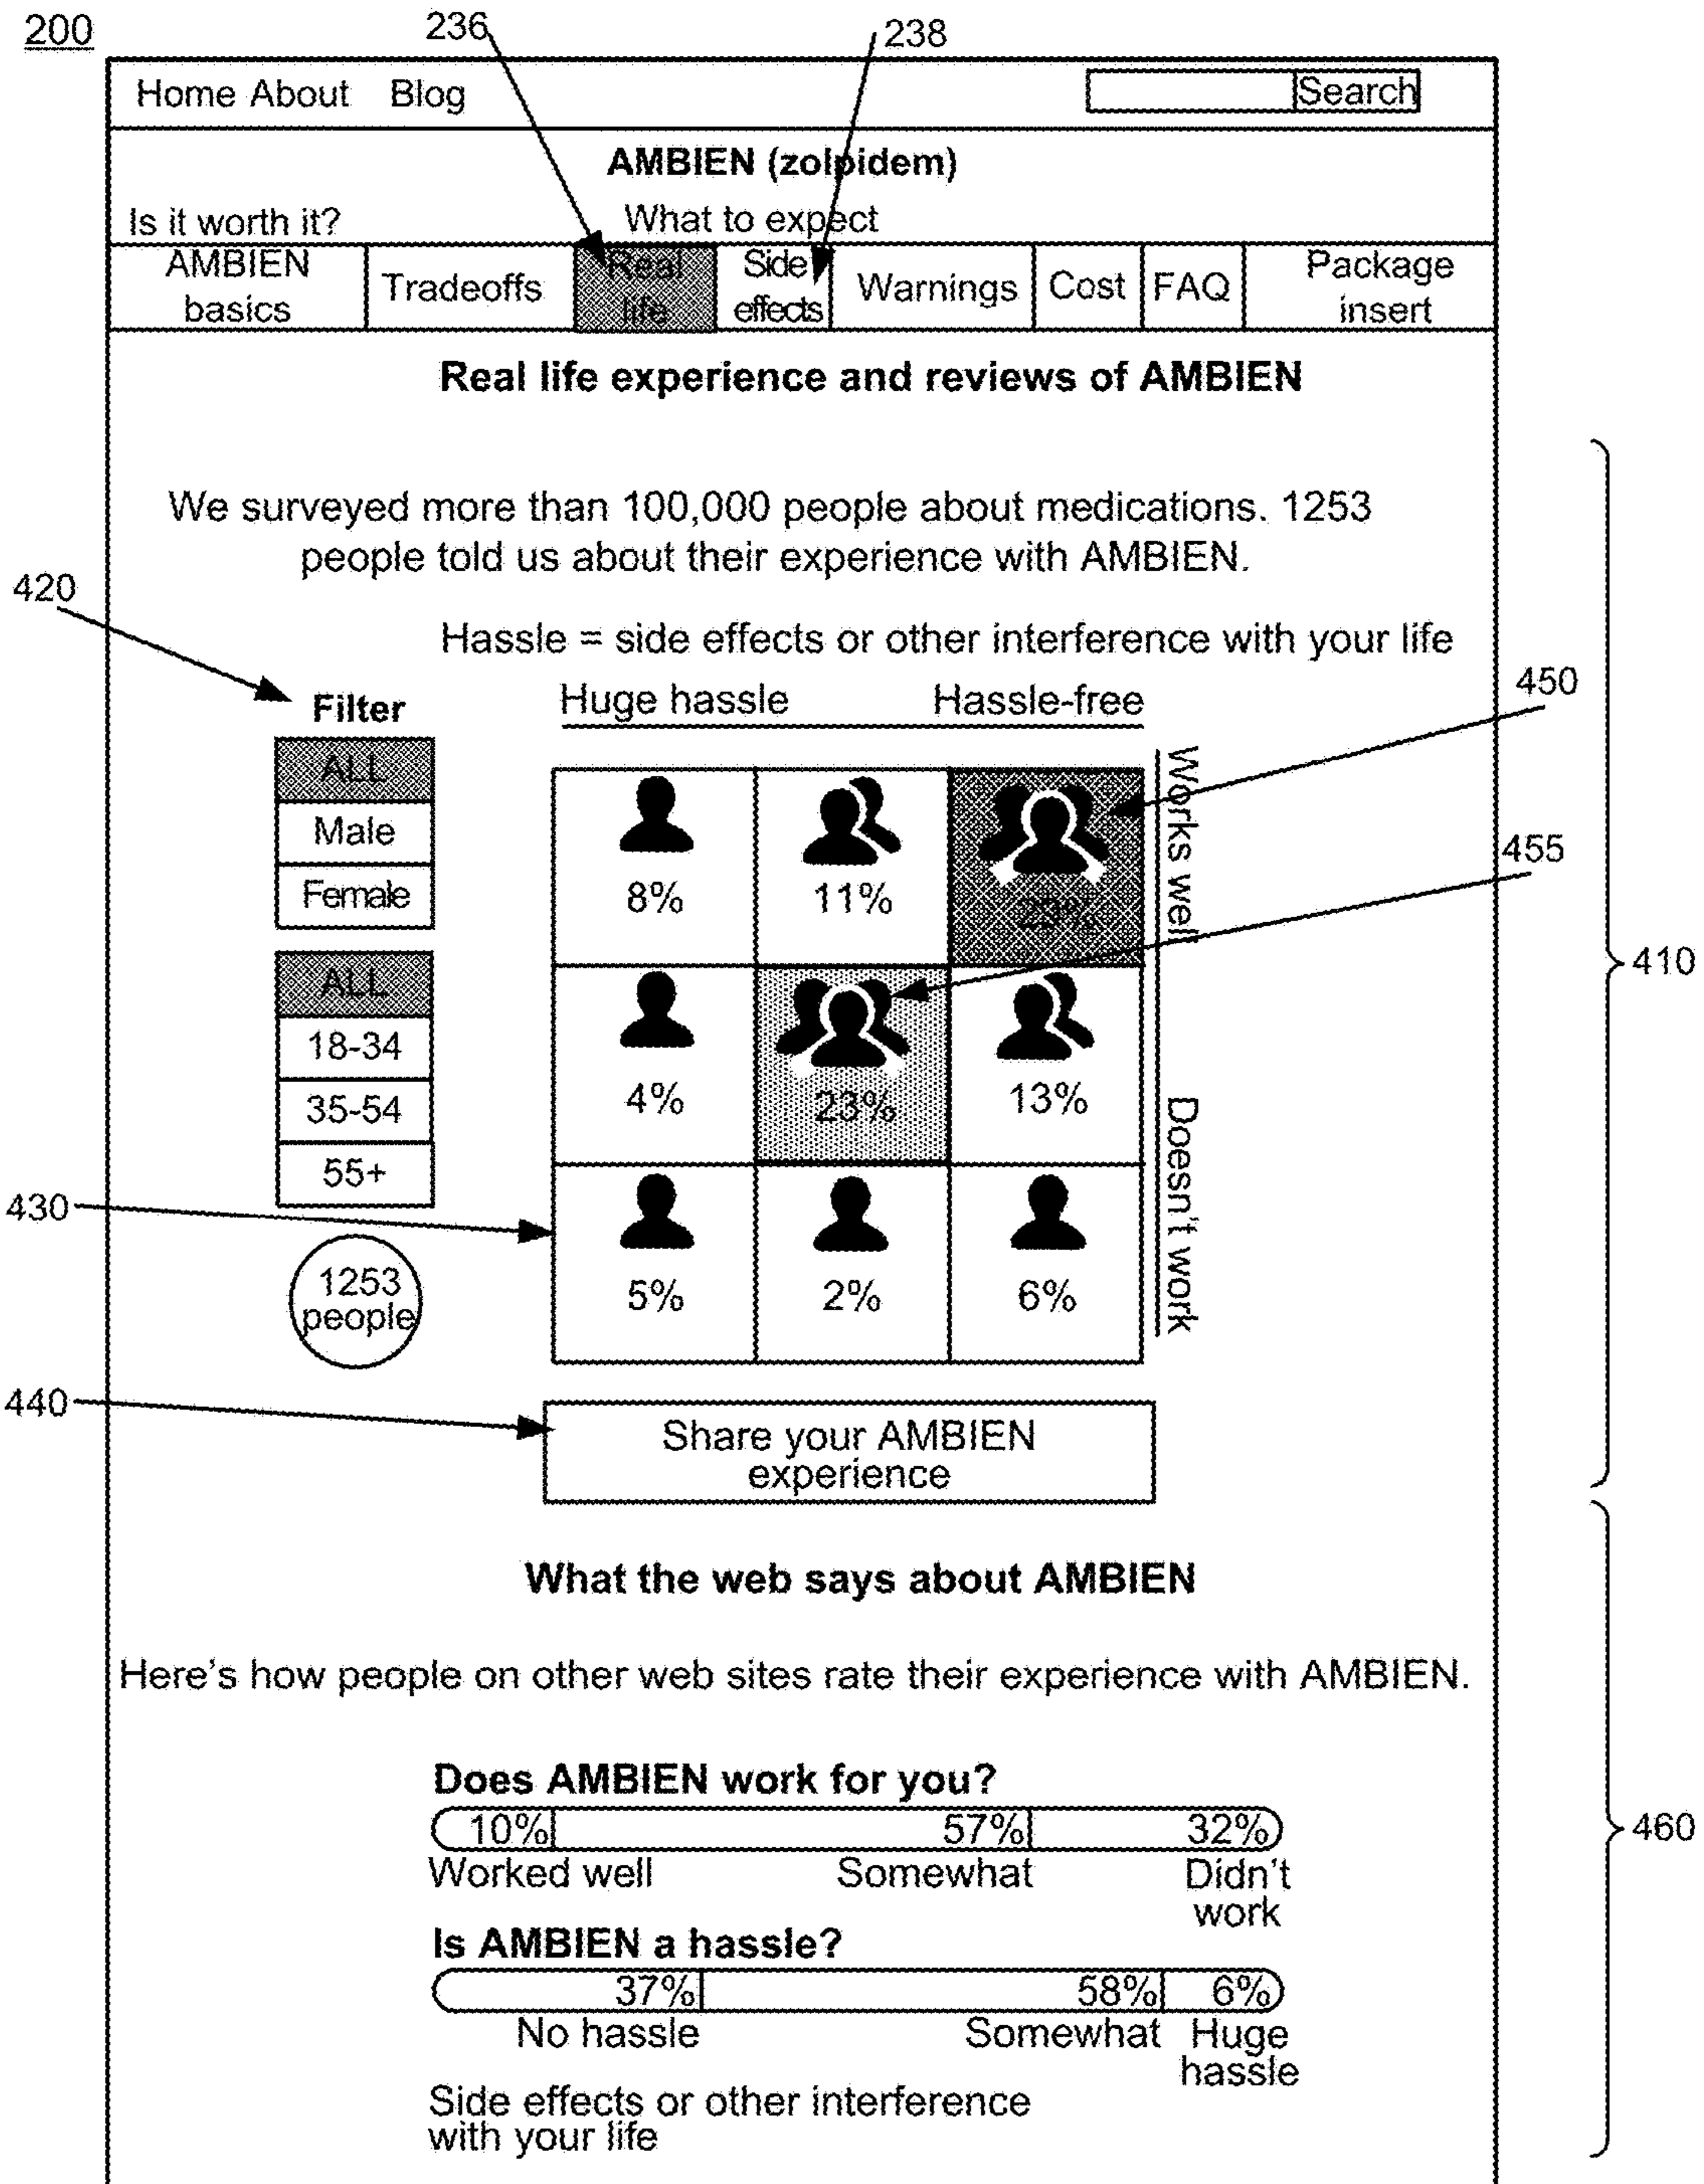 200
236
238
Home About Blog
Search
AMBIEN (zolpidem)
Is it worth it?
What to expect
AMBIEN
basics
Tradeoffs
Real
life
Side
effects
Warnings
Cost
FAQ
Package
insert
Real life experience and reviews of AMBIEN
We surveyed more than 100,000 people about medications. 1253
people told us about their experience with AMBIEN.
420
Hassle = side effects or other interference with your life
450
Filter
Huge hassle
Hassle-free
ALL
Male
Female
Works well
455
8%
11%
410
ALL
18-34
35-54
55+
4%
23%
13%
Doesn't work
430
1253
people
5%
2%
6%
440
Share your AMBIEN
experience
What the web says about AMBIEN
Here's how people on other web sites rate their experience with AMBIEN.
Does AMBIEN work for you?
10%
57%
32%
460
Worked well
Somewhat
Didn't
work
Is AMBIEN a hassle?
37%
58%
6%
No hassle
Somewhat
Huge
hassle
Side effects or other interference
with your life